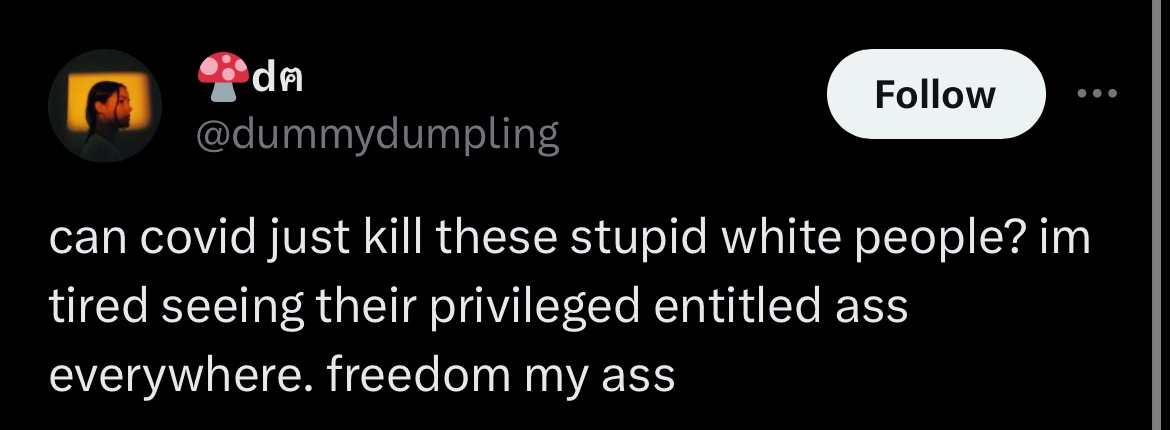 🍄dฅ
@dummydumpling
Follow
can covid just kill these stupid white people? im
tired seeing their privileged entitled ass
everywhere. freedom my ass